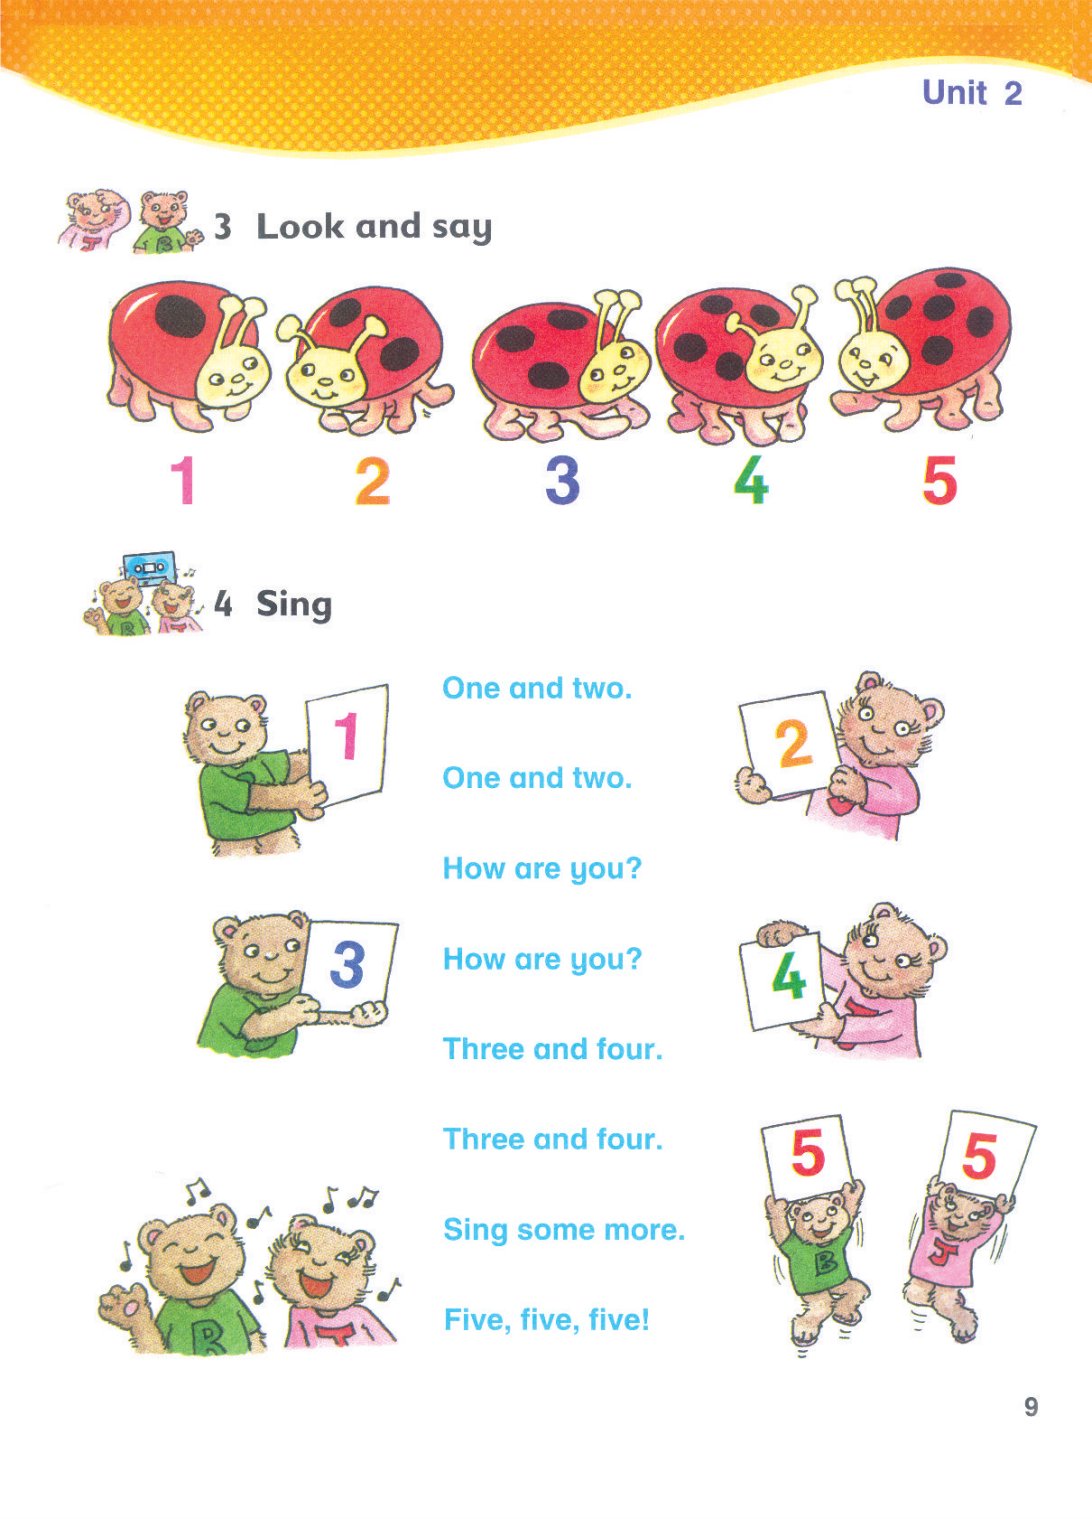 Unit 2
3 Look and say
1 2 3 4 5
4 Sing
1
One and two.
2
One and two.
How are you?
3
How are you?
4
Three and four.
Three and four.
5 5
Sing some more.
Five, five, five!
B J
9